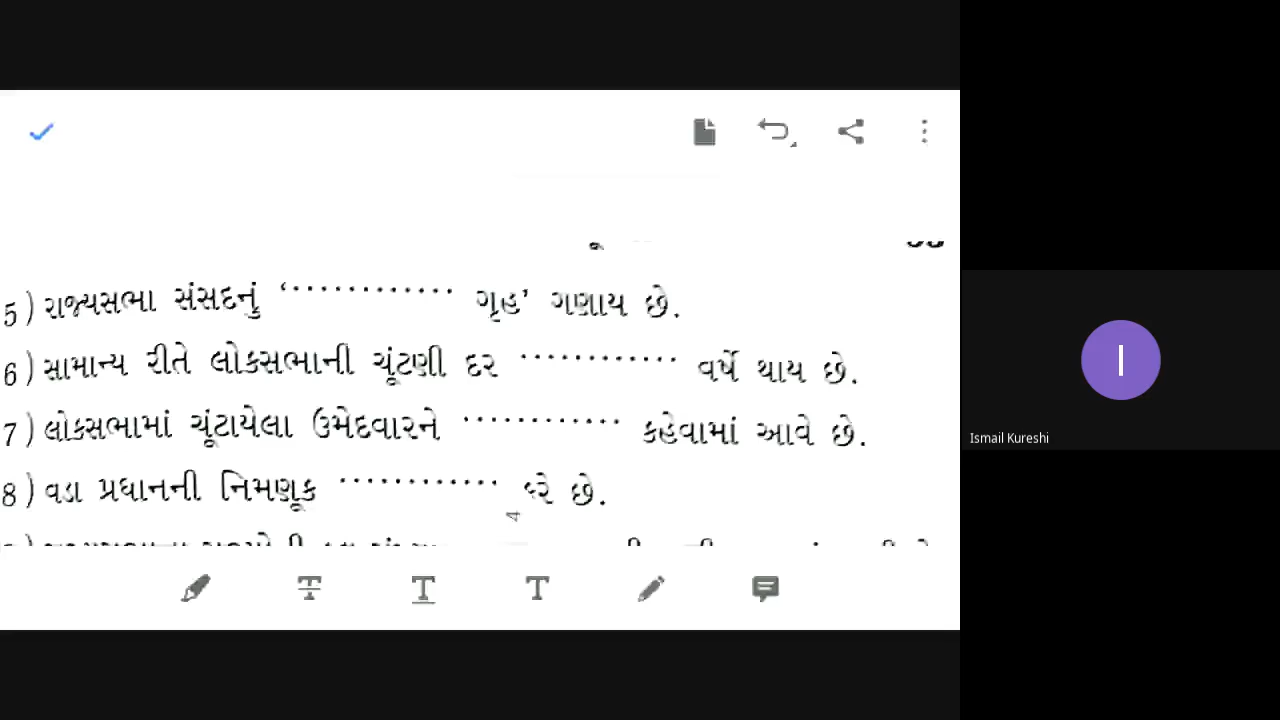 5) રાજ્યસભા સંસદનું ‘............ ગૃહ’ ગણાય છે.
6) સામાન્ય રીતે લોકસભાની ચૂંટણી દર ............ વર્ષે થાય છે.
7) લોકસભામાં ચૂંટાયેલા ઉમેદવારને ............ કહેવામાં આવે છે.
8) વડા પ્રધાનની નિમણૂક ............ કરે છે.
4
I
Ismail Kureshi